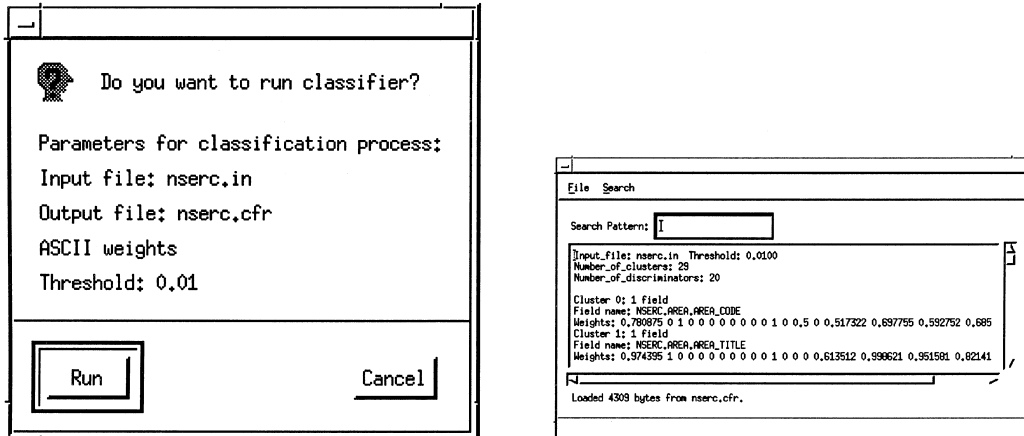 Do you want to run classifier?
Parameters for classification process:
Input file: nserc.in
Output file: nserc.cfr
ASCII weights
Threshold: 0.01
Run
Cancel
File Search
Search Pattern:
Input_file: nserc.in Threshold: 0.0100
Number_of_clusters: 29
Number_of_discriminators: 20
Cluster 0: 1 field
Field name: NSERC.AREA.AREA_CODE
Weights: 0.780875 0 1 0 0 0 0 0 0 0 0 1 0 0.5 0 0.517322 0.697755 0.592752 0.685
Cluster 1: 1 field
Field name: NSERC.AREA.AREA_TITLE
Weights: 0.974395 1 0 0 0 0 0 0 0 0 0 1 0 0 0 0.613512 0.998621 0.951581 0.82141
Loaded 4309 bytes from nserc.cfr.